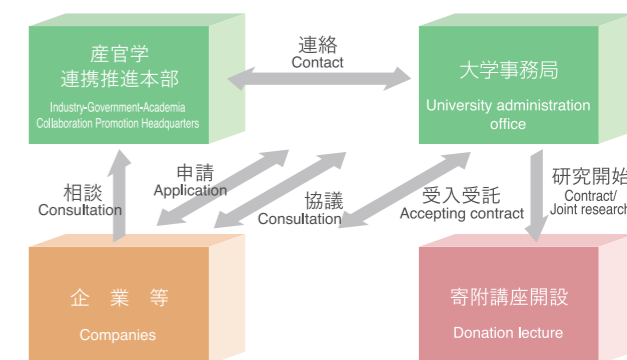 産官学
連携推進本部
Industry-Government-Academia
Collaboration Promotion Headquarters
連絡
Contact
大学事務局
University administration
office
相談
Consultation
申請
Application
協議
Consultation
受入受託
Accepting contract
研究開始
Contract/
Joint research
企 業 等
Companies
寄附講座開設
Donation lecture